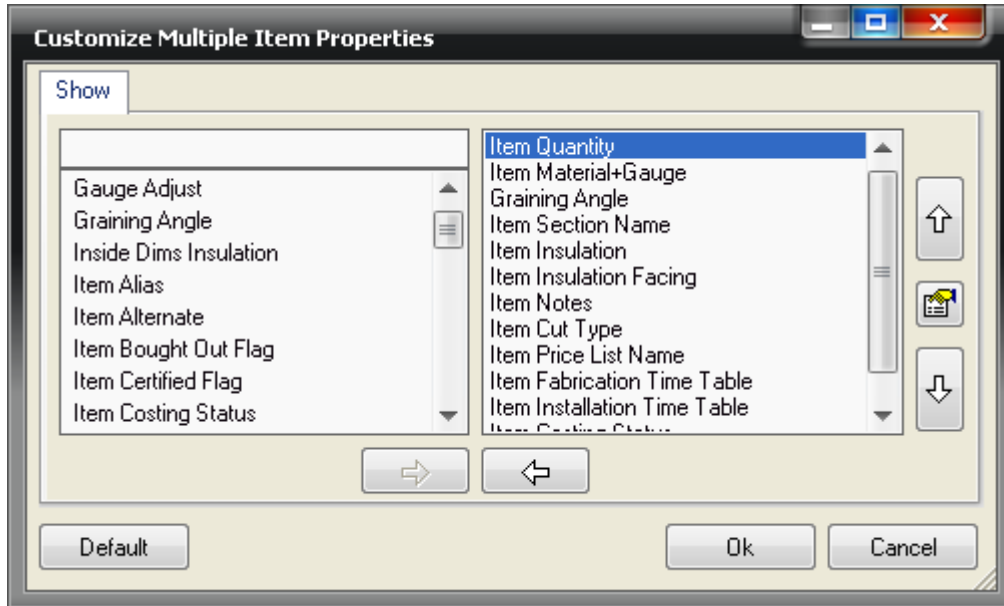 Customize Multiple Item Properties
Show
Gauge Adjust
Graining Angle
Inside Dims Insulation
Item Alias
Item Alternate
Item Bought Out Flag
Item Certified Flag
Item Costing Status
Item Quantity
Item Material+Gauge
Graining Angle
Item Section Name
Item Insulation
Item Insulation Facing
Item Notes
Item Cut Type
Item Price List Name
Item Fabrication Time Table
Item Installation Time Table
Item Costing Status
Default
Ok
Cancel